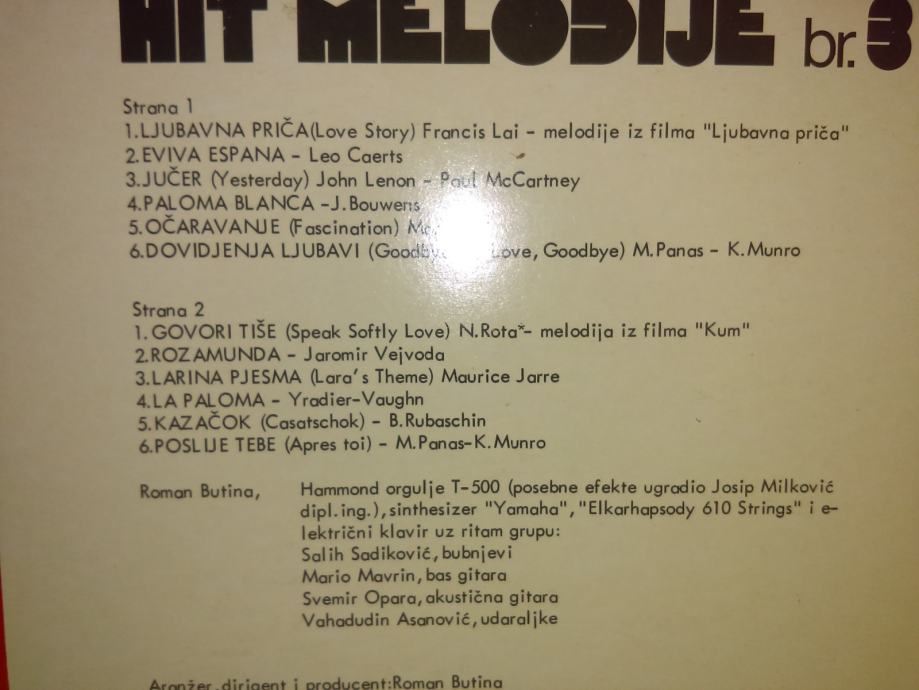 HIT MELODIJE br. 3
Strana 1
1.LJUBAVNA PRIČA(Love Story) Francis Lai - melodije iz filma "Ljubavna priča"
2.EVIVA ESPANA - Leo Caerts
3.JUČER (Yesterday) John Lenon - Paul McCartney
4.PALOMA BLANCA -J.Bouwens
5.OČARAVANJE (Fascination)
6.DOVIDJENJA LJUBAVI Love, Goodbye) M.Panas - K.Munro
Strana 2
1.GOVORI TIŠE (Speak Softly Love) N.Rota*- melodija iz filma "Kum"
2.ROZAMUNDA - Jaromir Vejvoda
3.LARINA PJESMA (Lara's Theme) Maurice Jarre
4.LA PALOMA - Yradier-Vaughn
5.KAZAČOK (Casatschok) - B.Rubaschin
6.POSLIJE TEBE (Apres toi) - M.Panas-K.Munro
Roman Butina, Hammond orgulje T-500 (posebne efekte ugradio Josip Milković
dipl.ing.),sinthesizer "Yamaha","Elkarhapsody 610 Strings" i e-
lektrični klavir uz ritam grupu:
Salih Sadiković,bubnjevi
Mario Mavrin,bas gitara
Svemir Opara,akustična gitara
Vahadudin Asanović,udaraljke
Aranžer,dirigent i producent:Roman Butina